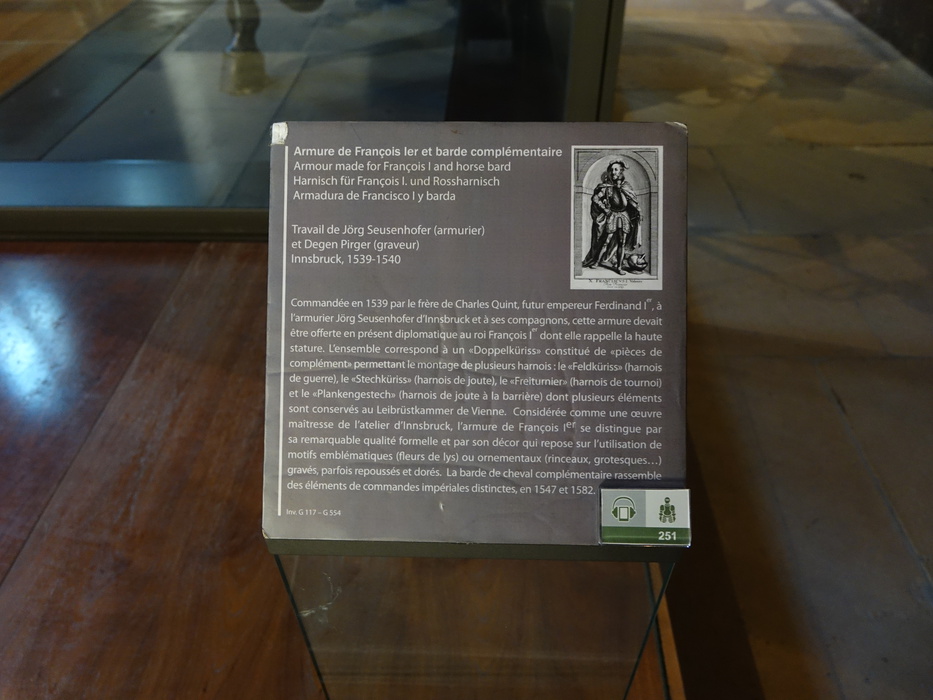 Armure de François Ier et barde complémentaire
Armour made for François I and horse bard
Harnisch für François I. und Rossharnisch
Armadura de Francisco I y barda
Travail de Jörg Seusenhofer (armurier)
et Degen Pirger (graveur)
Innsbruck, 1539-1540
Commandée en 1539 par le frère de Charles Quint, futur empereur Ferdinand Ier, à
l'armurier Jörg Seusenhofer d'Innsbruck et à ses compagnons, cette armure devait
être offerte en présent diplomatique au roi François Ier dont elle rappelle la haute
stature. L'ensemble correspond à un «Doppelküriss» constitué de «pièces de
complément» permettant le montage de plusieurs harnois : le «Feldküriss» (harnois
de guerre), le «Stechküriss» (harnois de joute), le «Freiturnier» (harnois de tournoi)
et le «Plankengestech» (harnois de joute à la barrière) dont plusieurs éléments
sont conservés au Leibrüstkammer de Vienne. Considérée comme une œuvre
maîtresse de l'atelier d'Innsbruck, l'armure de François Ier se distingue par
sa remarquable qualité formelle et par son décor qui repose sur l'utilisation de
motifs emblématiques (fleurs de lys) ou ornementaux (rinceaux, grotesques…)
gravés, parfois repoussés et dorés. La barde de cheval complémentaire rassemble
des éléments de commandes impériales distinctes, en 1547 et 1582.
Inv. G 117 – G 554
251